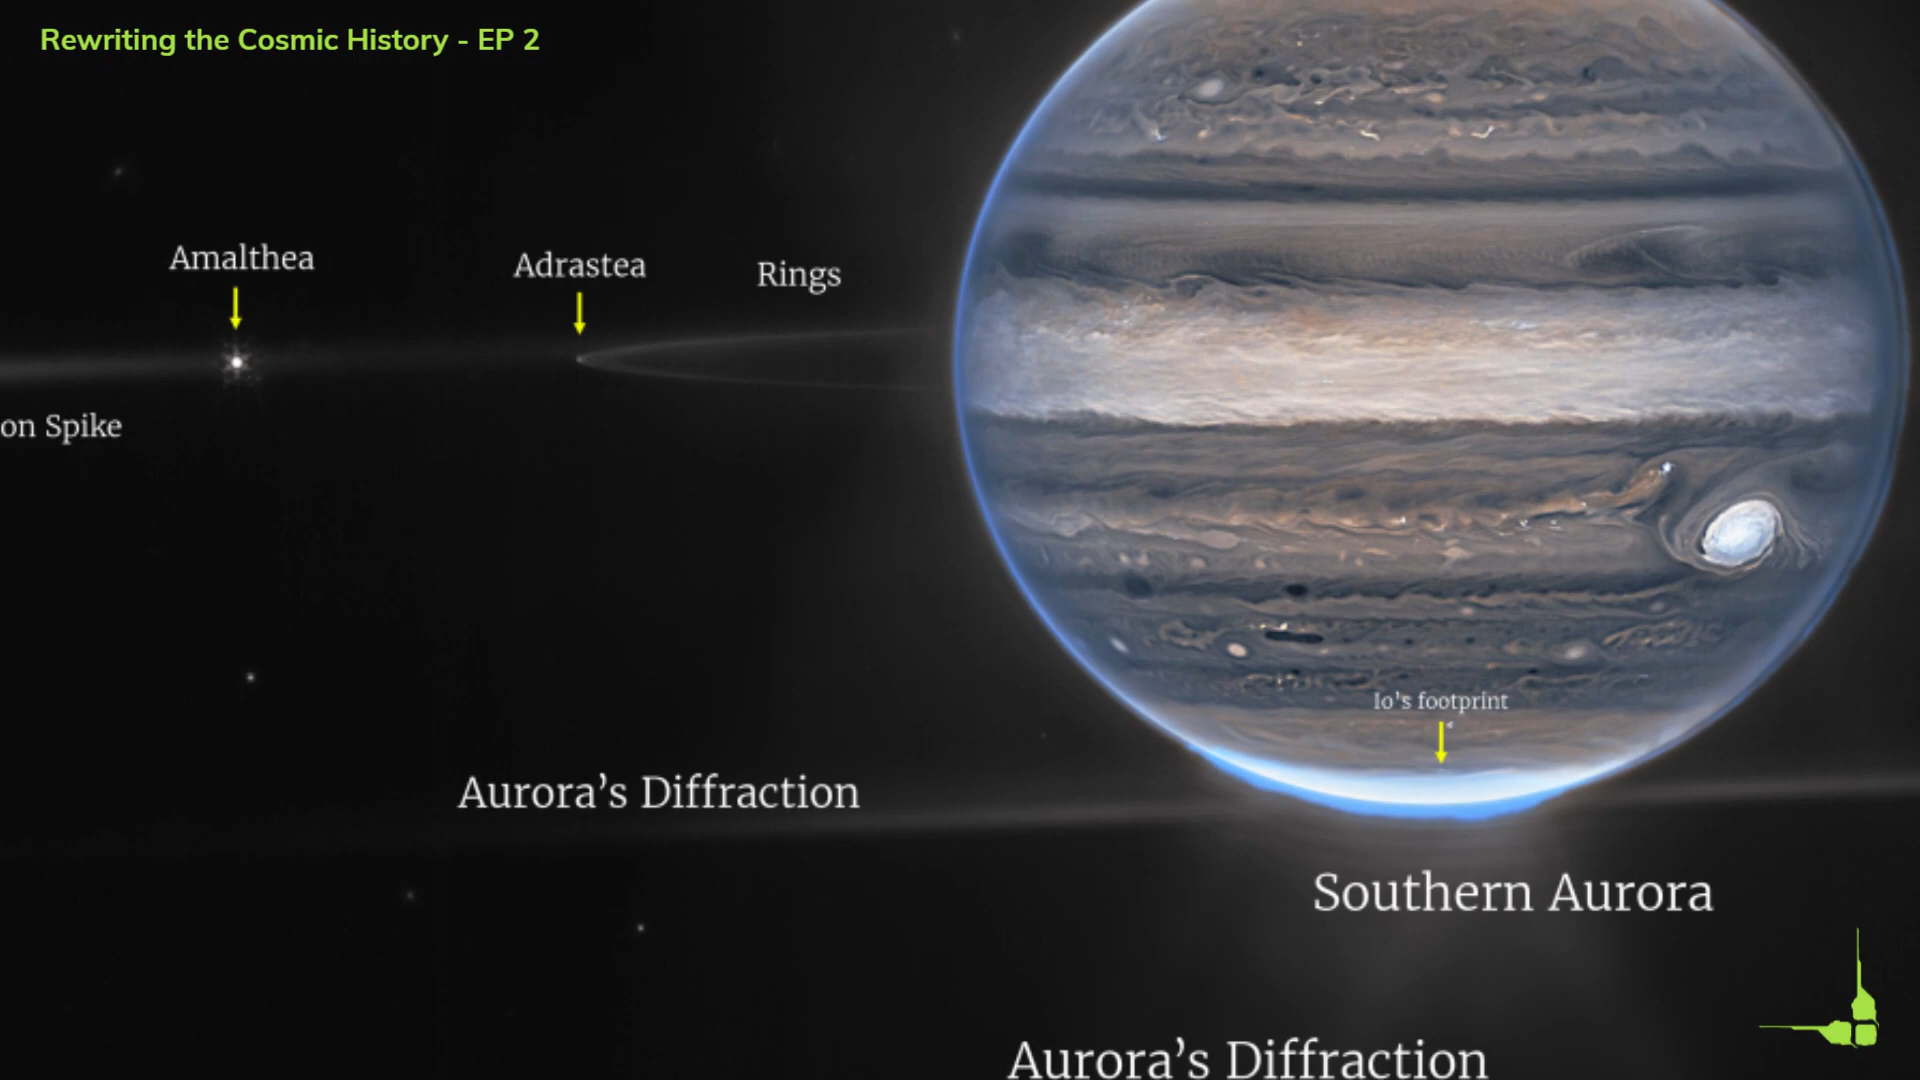 Rewriting the Cosmic History - EP 2
Amalthea
Adrastea
Rings
on Spike
Io's footprint
Aurora's Diffraction
Southern Aurora
Aurora's Diffraction